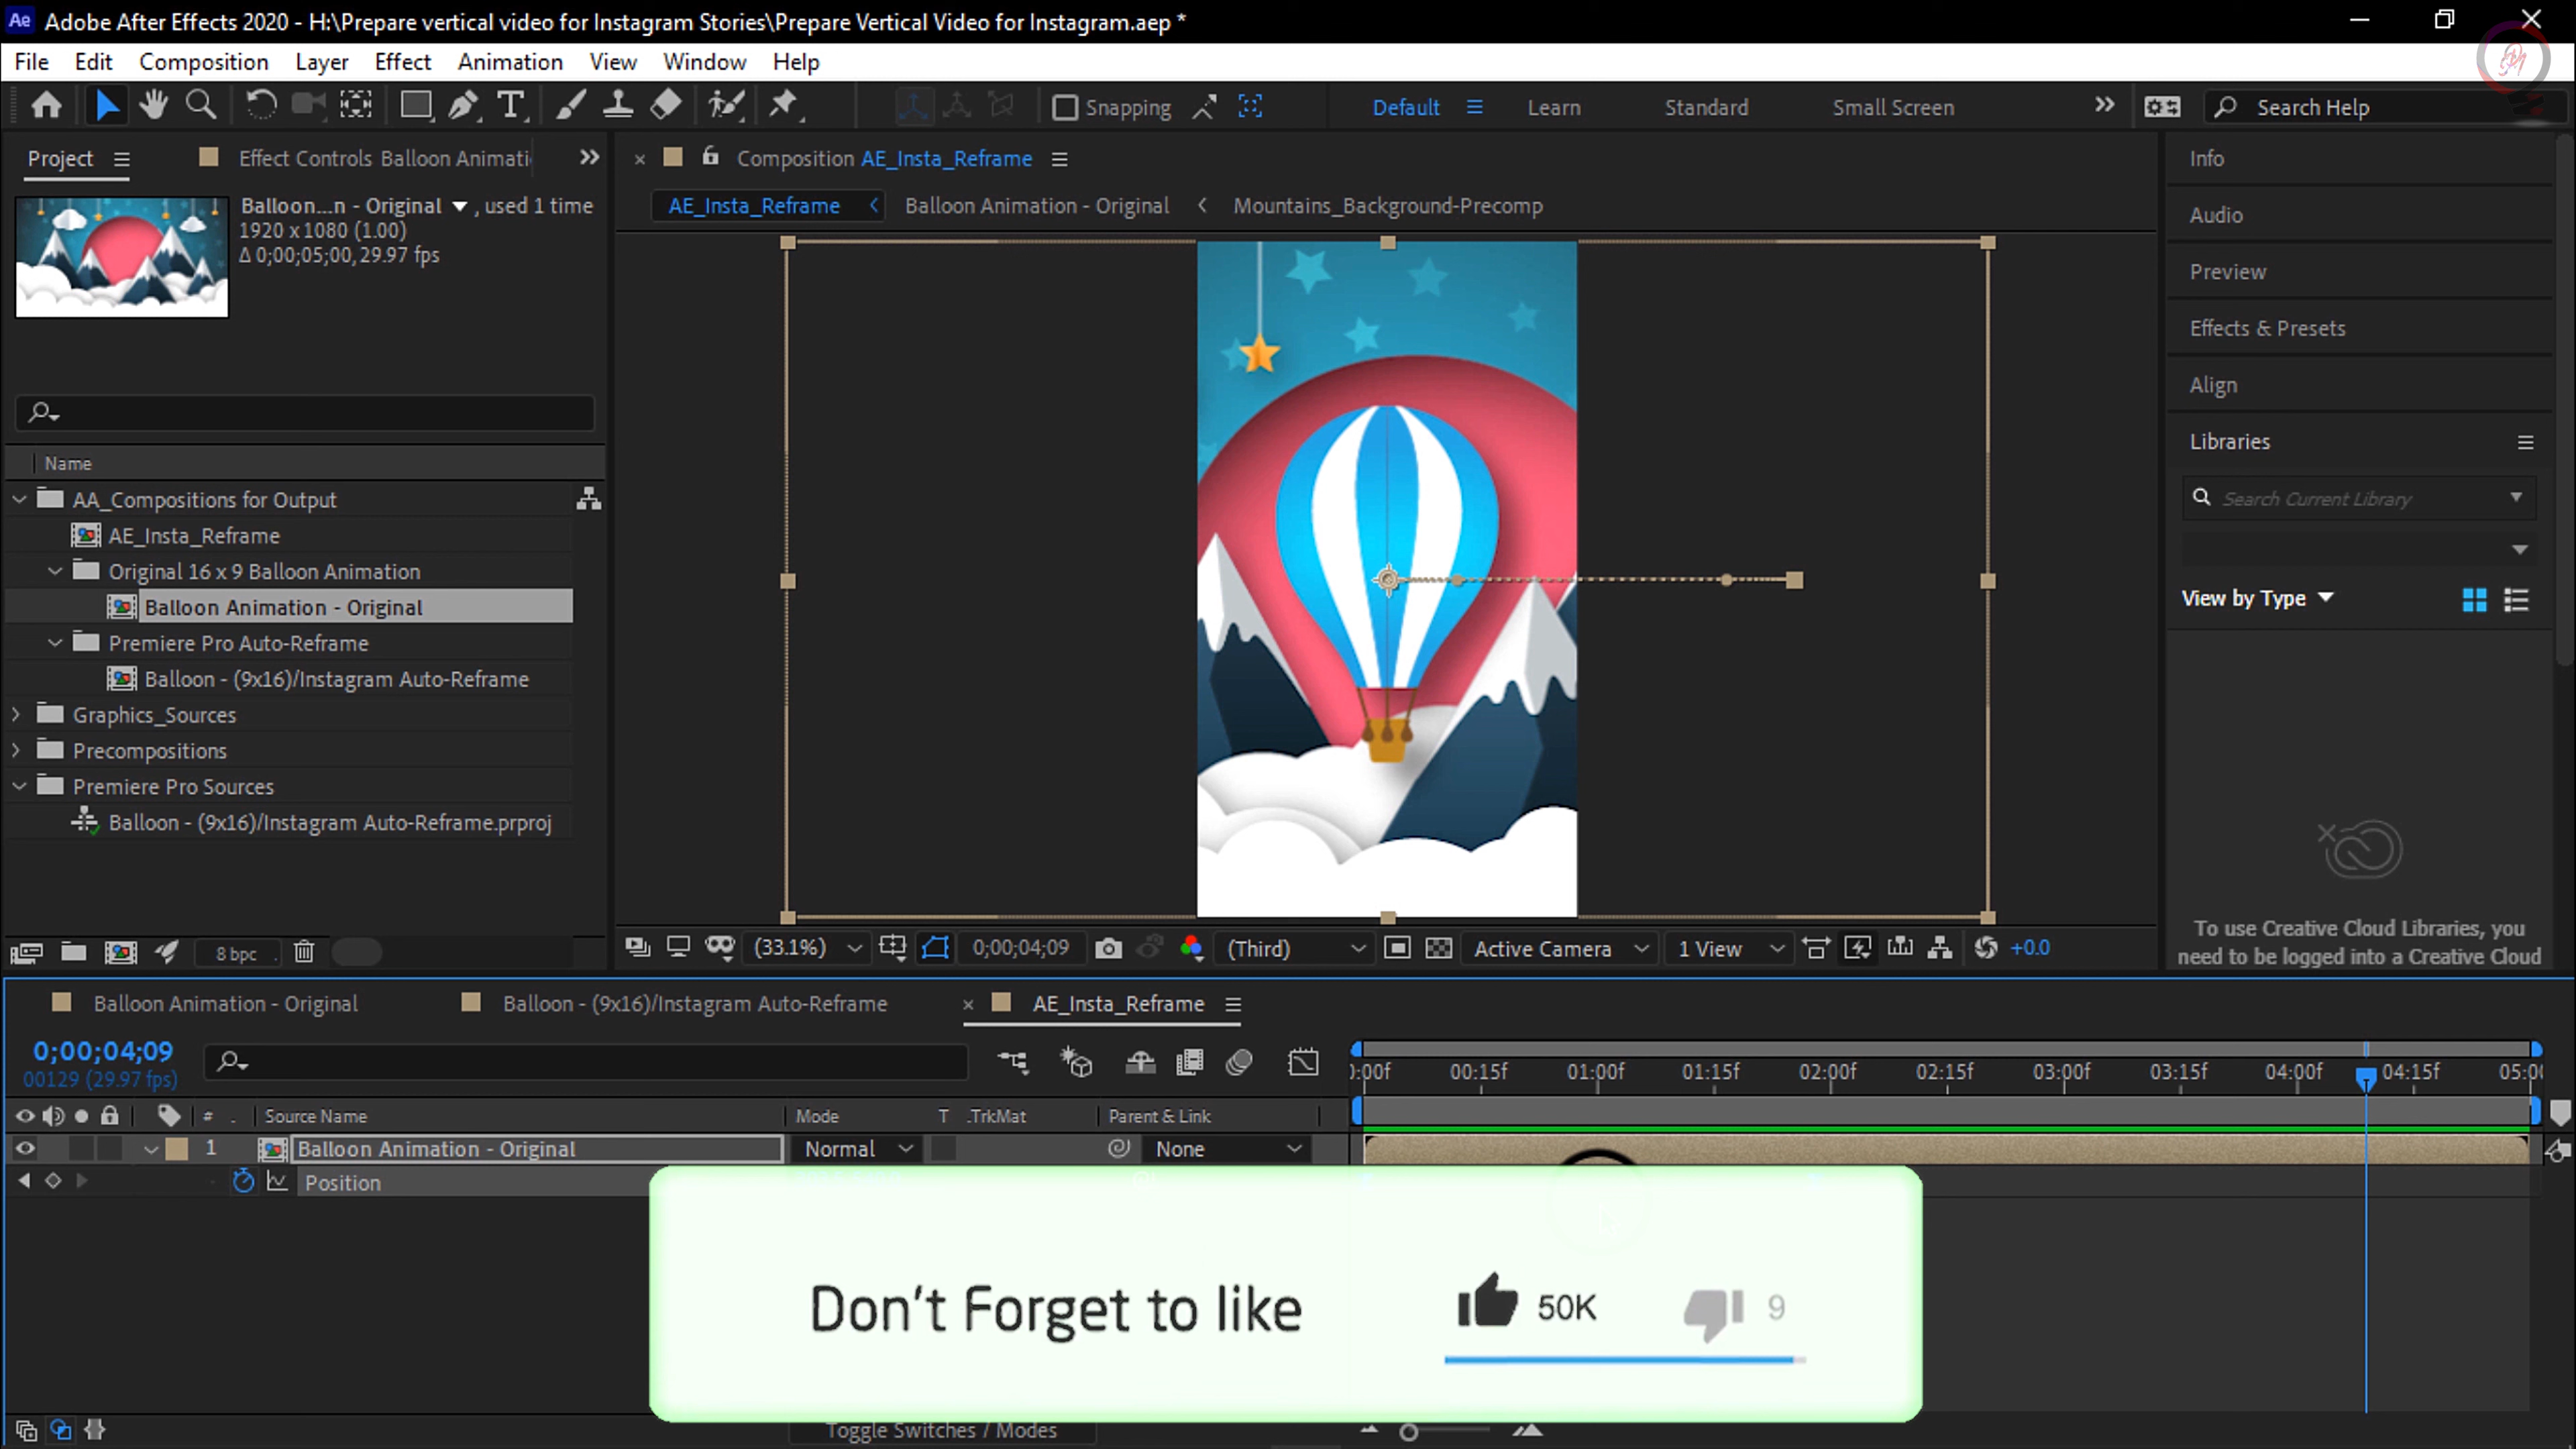 Ae Adobe After Effects 2020 - H:\Prepare vertical video for Instagram Stories\Prepare Vertical Video for Instagram.aep *
File Edit Composition Layer Effect Animation View Window Help
Snapping Default Learn Standard Small Screen Search Help
Project Effect Controls Balloon Animati
Composition AE_Insta_Reframe
Info
AE_Insta_Reframe Balloon Animation - Original Mountains_Background-Precomp
Balloon...n - Original , used 1 time
1920 x 1080 (1.00)
Δ 0;00;05;00, 29.97 fps
Audio
Preview
Effects & Presets
Align
Libraries
Search Current Library
View by Type
To use Creative Cloud Libraries, you
need to be logged into a Creative Cloud
Name
AA_Compositions for Output
AE_Insta_Reframe
Original 16 x 9 Balloon Animation
Balloon Animation - Original
Premiere Pro Auto-Reframe
Balloon - (9x16)/Instagram Auto-Reframe
Graphics_Sources
Precompositions
Premiere Pro Sources
Balloon - (9x16)/Instagram Auto-Reframe.prproj
8 bpc
(33.1%) 0;00;04;09 (Third) Active Camera 1 View +0.0
Balloon Animation - Original Balloon - (9x16)/Instagram Auto-Reframe AE_Insta_Reframe
0;00;04;09
00129 (29.97 fps)
):00f 00:15f 01:00f 01:15f 02:00f 02:15f 03:00f 03:15f 04:00f 04:15f 05:0
# Source Name Mode T .TrkMat Parent & Link
1 Balloon Animation - Original Normal None
Position
Don't Forget to like 50K 9
Toggle Switches / Modes